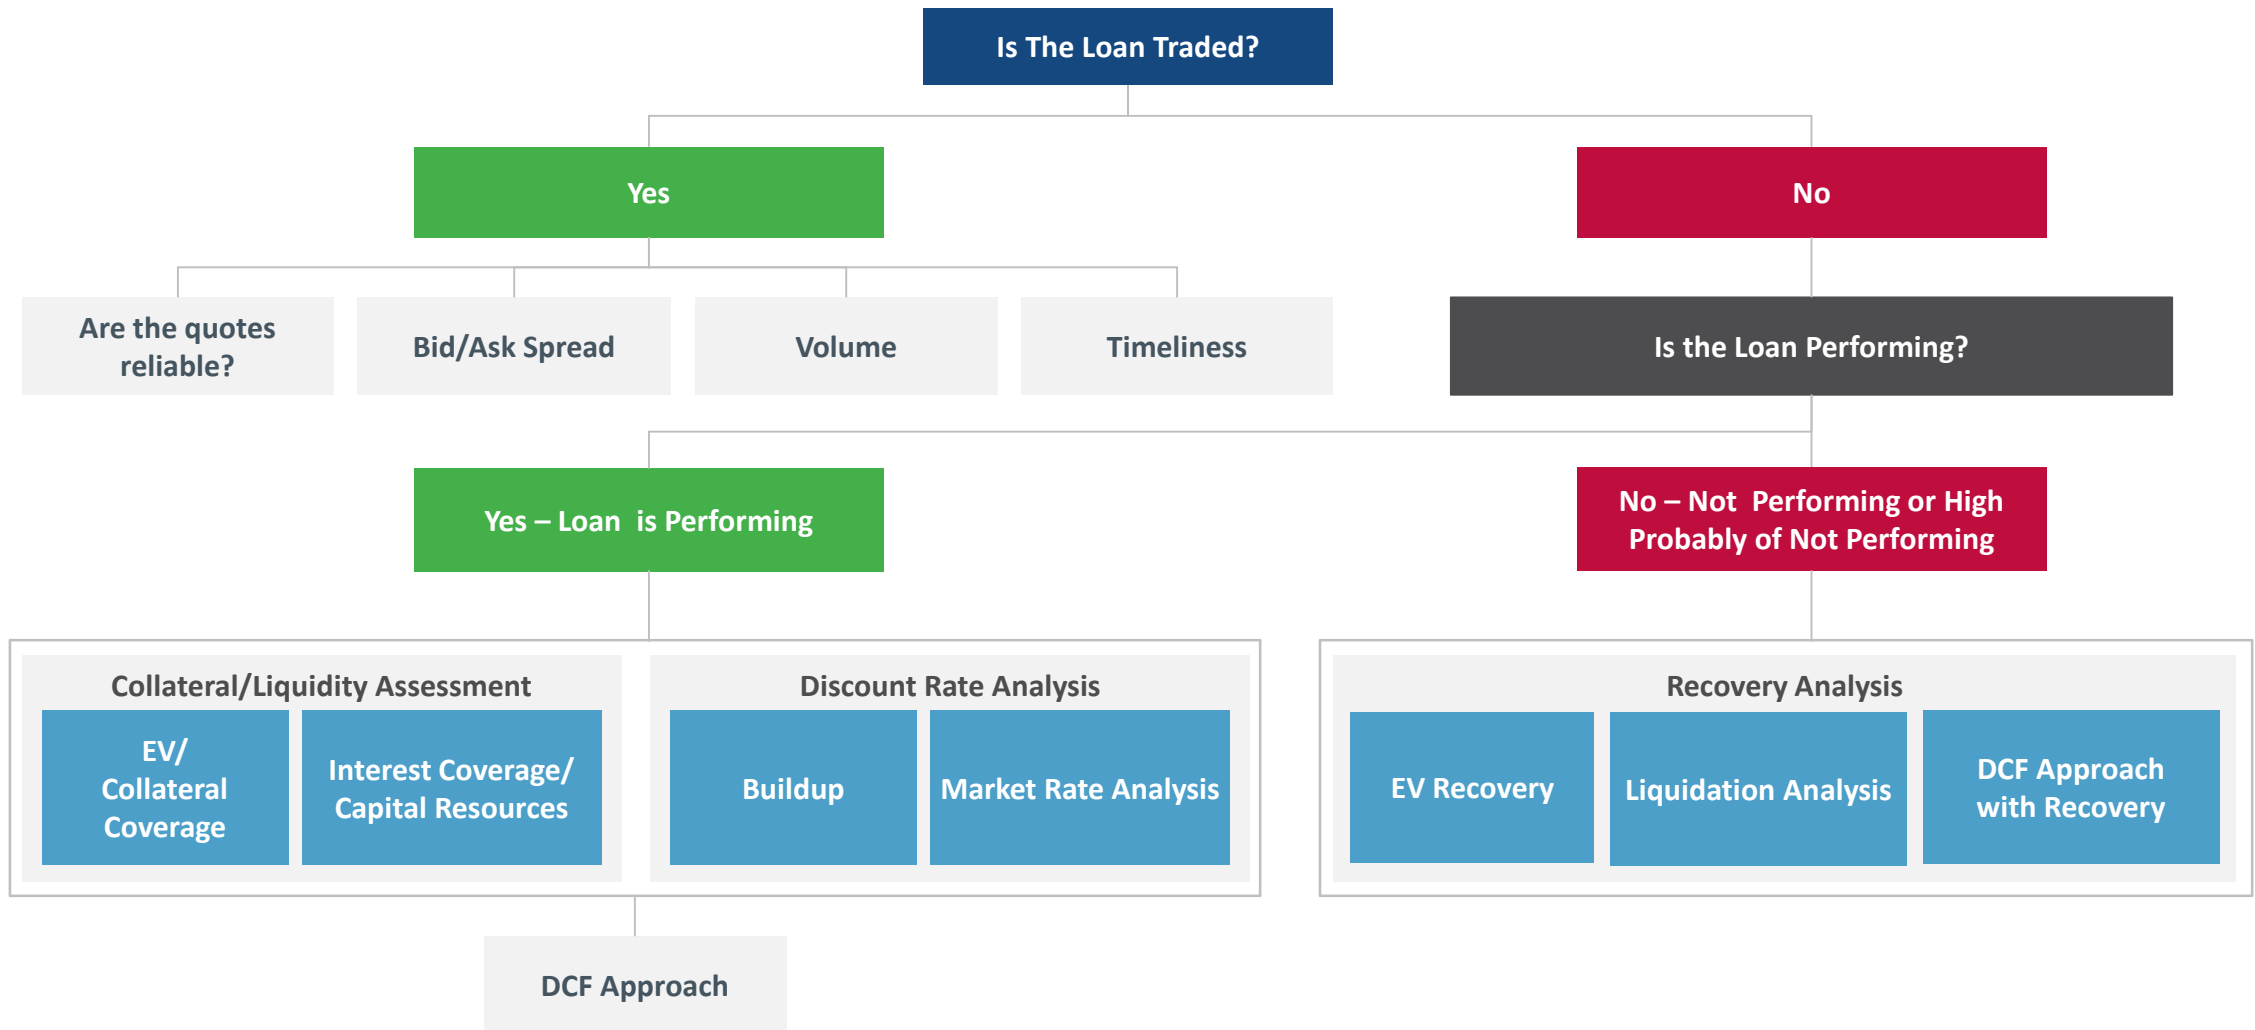 Is The Loan Traded?
Yes
No
Are the quotes
reliable?
Bid/Ask Spread
Volume
Timeliness
Is the Loan Performing?
Yes – Loan  is Performing
No – Not  Performing or High
Probably of Not Performing
Collateral/Liquidity Assessment
EV/
Collateral
Coverage
Interest Coverage/
Capital Resources
Discount Rate Analysis
Buildup
Market Rate Analysis
Recovery Analysis
EV Recovery
Liquidation Analysis
DCF Approach
with Recovery
DCF Approach